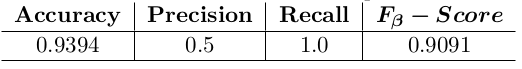 Accuracy Precision Recall Fβ − Score
0.9394 0.5 1.0 0.9091